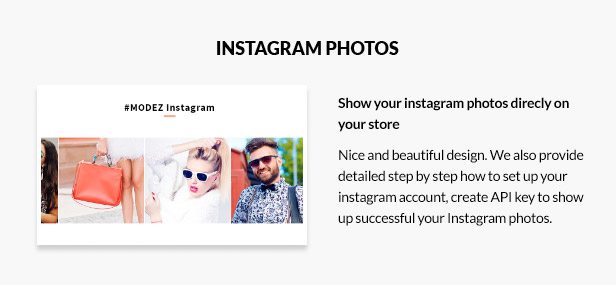 INSTAGRAM PHOTOS
#MODEZ Instagram
Show your instagram photos direcly on
your store
Nice and beautiful design. We also provide
detailed step by step how to set up your
instagram account, create API key to show
up successful your Instagram photos.